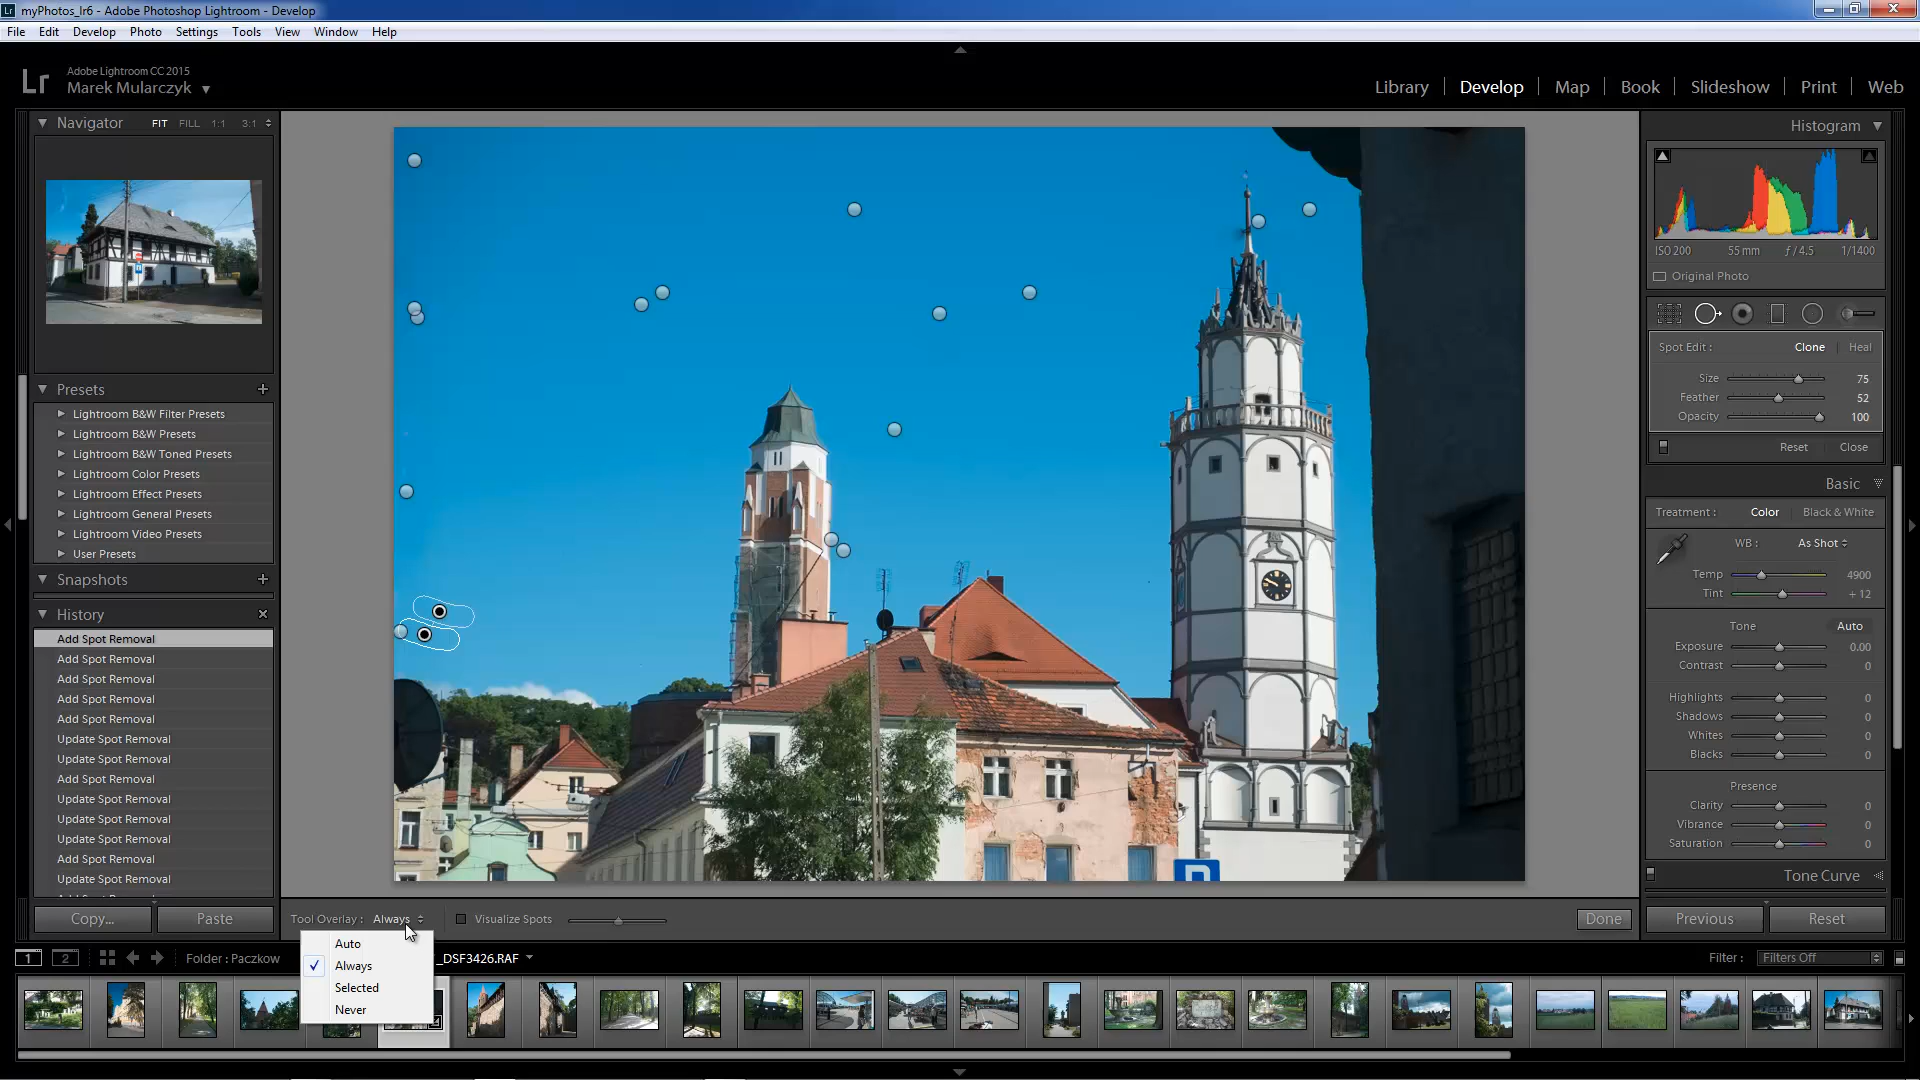 myPhotos_lr6 - Adobe Photoshop Lightroom - Develop
File Edit Develop Photo Settings Tools View Window Help
Lr
Adobe Lightroom CC 2015
Marek Mularczyk
Library Develop Map Book Slideshow Print Web
Navigator FIT FILL 1:1 3:1
Presets
Lightroom B&W Filter Presets
Lightroom B&W Presets
Lightroom B&W Toned Presets
Lightroom Color Presets
Lightroom Effect Presets
Lightroom General Presets
Lightroom Video Presets
User Presets
Snapshots
History
Add Spot Removal
Add Spot Removal
Add Spot Removal
Add Spot Removal
Add Spot Removal
Update Spot Removal
Update Spot Removal
Add Spot Removal
Update Spot Removal
Update Spot Removal
Update Spot Removal
Add Spot Removal
Update Spot Removal
Copy... Paste
Histogram
ISO 200 55 mm ƒ / 4.5 1/1400
Original Photo
Spot Edit : Clone Heal
Size 75
Feather 52
Opacity 100
Reset Close
Basic
Treatment : Color Black & White
WB : As Shot
Temp 4900
Tint + 12
Tone Auto
Exposure 0.00
Contrast 0
Highlights 0
Shadows 0
Whites 0
Blacks 0
Presence
Clarity 0
Vibrance 0
Saturation 0
Tone Curve
Previous Reset
Tool Overlay : Always Visualize Spots Done
Auto
Always
Selected
Never
1 2 Folder : Paczkow _DSF3426.RAF Filter : Filters Off